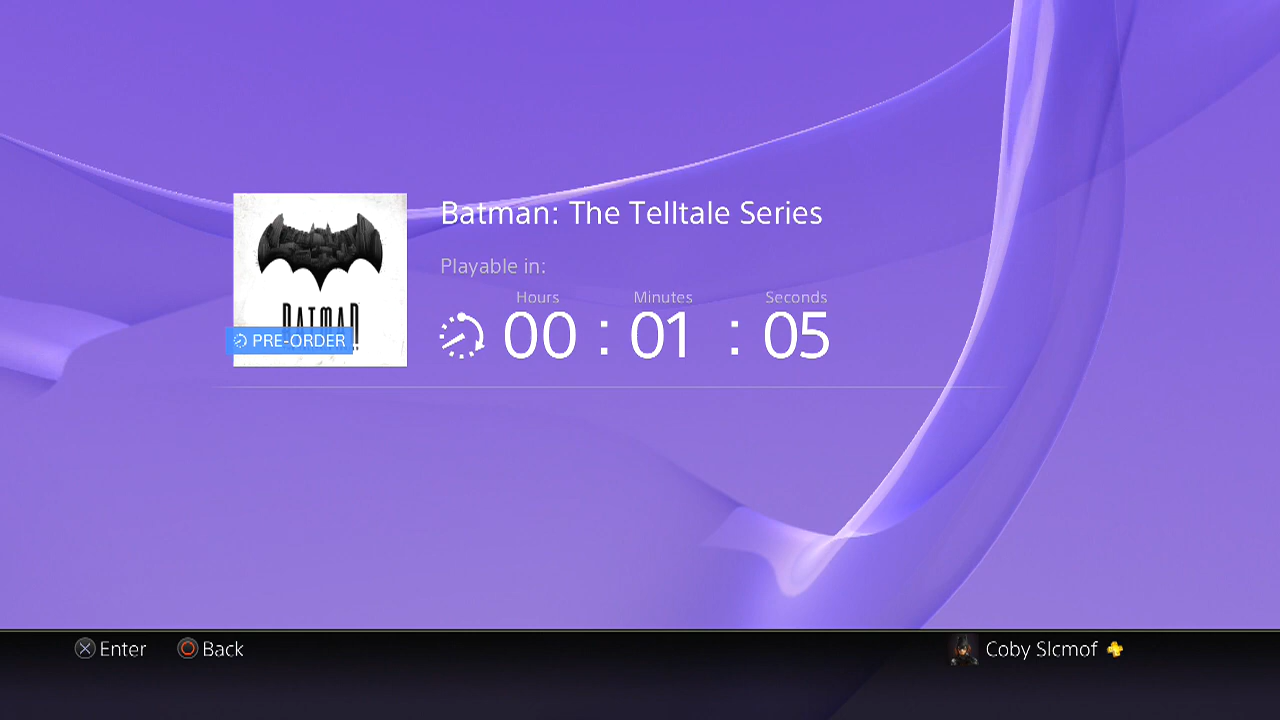 Batman: The Telltale Series
Playable in:
Hours Minutes Seconds
00 : 01 : 05
BATMAN
PRE-ORDER
Enter Back
Coby Slcmof